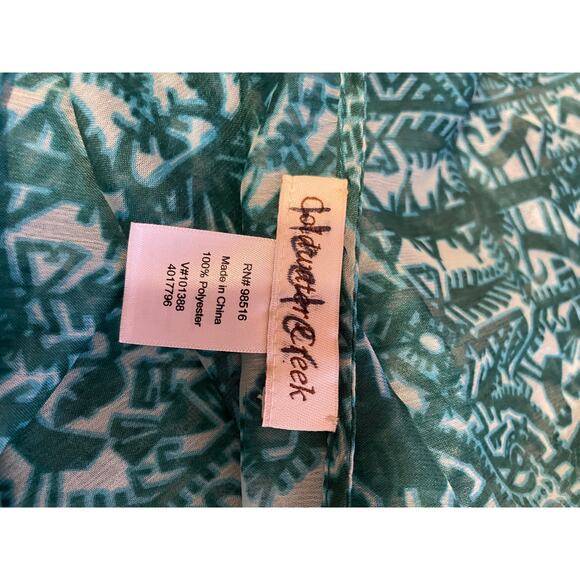 Coldwater Creek
RN# 98516
Made in China
100% Polyester
V#101388
4017796